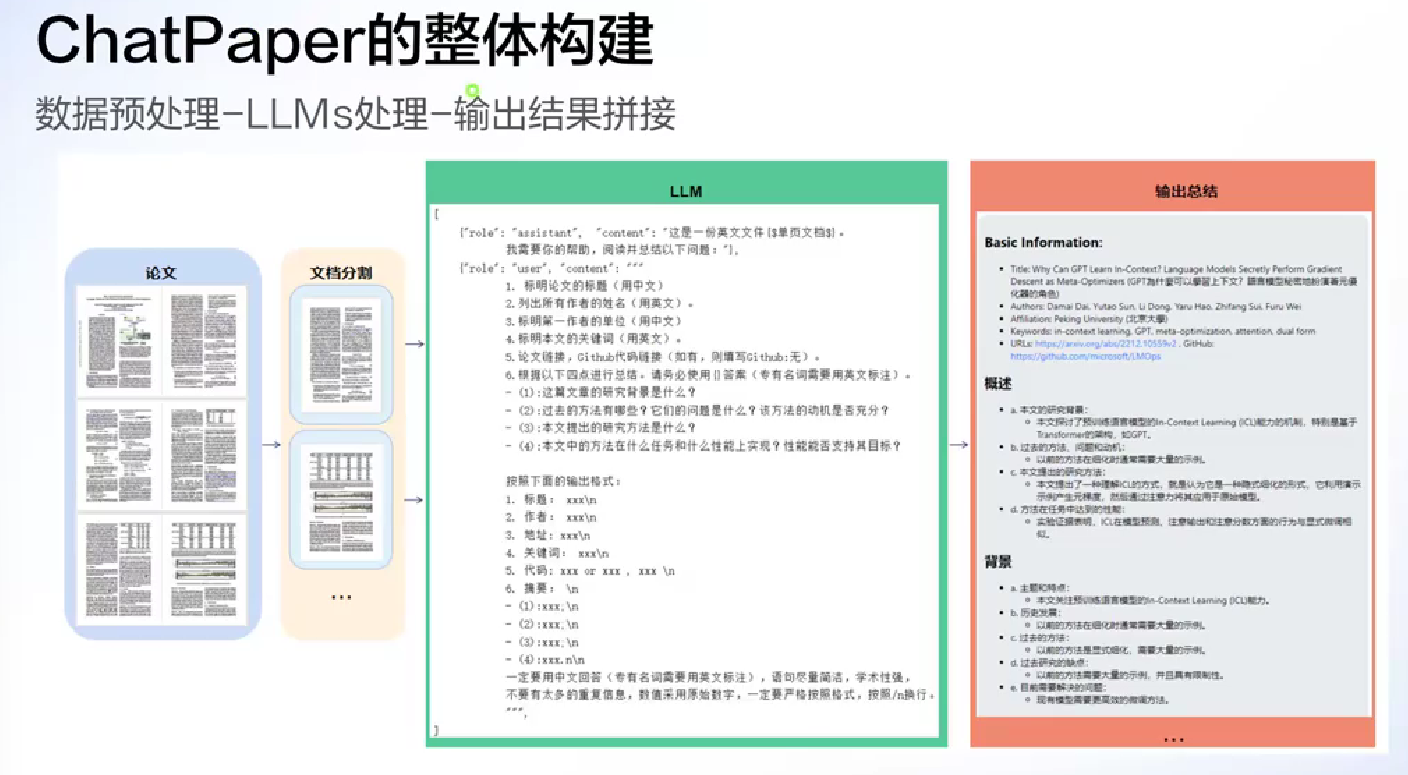 ChatPaper的整体构建
数据预处理-LLMs处理-输出结果拼接
论文
文档分割
...
LLM
[
{"role": "assistant", "content": "这是一份英文文件{$单页文档$}。
我需要你的帮助，阅读并总结以下问题："},
{"role": "user", "content": """
1. 标明论文的标题（用中文）
2.列出所有作者的姓名（用英文）。
3.标明第一作者的单位（用中文）
4.标明本文的关键词（用英文）。
5.论文链接，Github代码链接（如有，则填写Github:无）。
6.根据以下四点进行总结，请务必使用{}答案（专有名词需要用英文标注）。
- (1):这篇文章的研究背景是什么？
- (2):过去的方法有哪些？它们的问题是什么？该方法的动机是否充分？
- (3):本文提出的研究方法是什么？
- (4):本文中的方法在什么任务和什么性能上实现？性能能否支持其目标？
按照下面的输出格式：
1. 标题： xxx\n
2. 作者： xxx\n
3. 地址：xxx\n
4. 关键词： xxx\n
5. 代码: xxx or xxx , xxx \n
6. 摘要： \n
- (1):xxx;\n
- (2):xxx;\n
- (3):xxx;\n
- (4):xxx.n\n
一定要用中文回答（专有名词需要用英文标注），语句尽量简洁，学术性强，
不要有太多的重复信息，数值采用原始数字，一定要严格按照格式，按照/n换行。
""",
]
输出总结
Basic Information:
• Title: Why Can GPT Learn In-Context? Language Models Secretly Perform Gradient
Descent as Meta-Optimizers (GPT為什麼可以學習上下文？語言模型秘密地扮演著元優
化器的角色)
• Authors: Damai Dai, Yutao Sun, Li Dong, Yaru Hao, Zhifang Sui, Furu Wei
• Affiliation: Peking University (北京大學)
• Keywords: in-context learning, GPT, meta-optimization, attention, dual form
• URLs: https://arxiv.org/abs/2212.10559v2 , GitHub:
https://github.com/microsoft/LMOps
概述
• a. 本文的研究背景：
本文探讨了预训练语言模型的In-Context Learning (ICL)能力的机制，特别是基于
Transformer的架构，如GPT。
• b. 过去的方法、问题和动机：
以前的方法在细化时通常需要大量的示例。
• c. 本文提出的研究方法：
本文提出了一种理解ICL的方式，就是认为它是一种隐式细化的形式，它利用演示
示例产生元梯度，然后通过注意力将其应用于原始模型。
• d. 方法在任务中达到的性能：
实验证据表明，ICL在模型预测、注意输出和注意分数方面的行为与显式微调相
似。
背景
• a. 主题和特点：
本文关注预训练语言模型的In-Context Learning (ICL)能力。
• b. 历史发展：
以前的方法在细化时通常需要大量的示例。
• c. 过去的方法：
以前的方法是显式细化，需要大量的示例。
• d. 过去研究的缺点：
以前的方法需要大量的示例，并且具有限制性。
• e. 目前需要解决的问题：
现有模型需要更高效的微调方法。
...